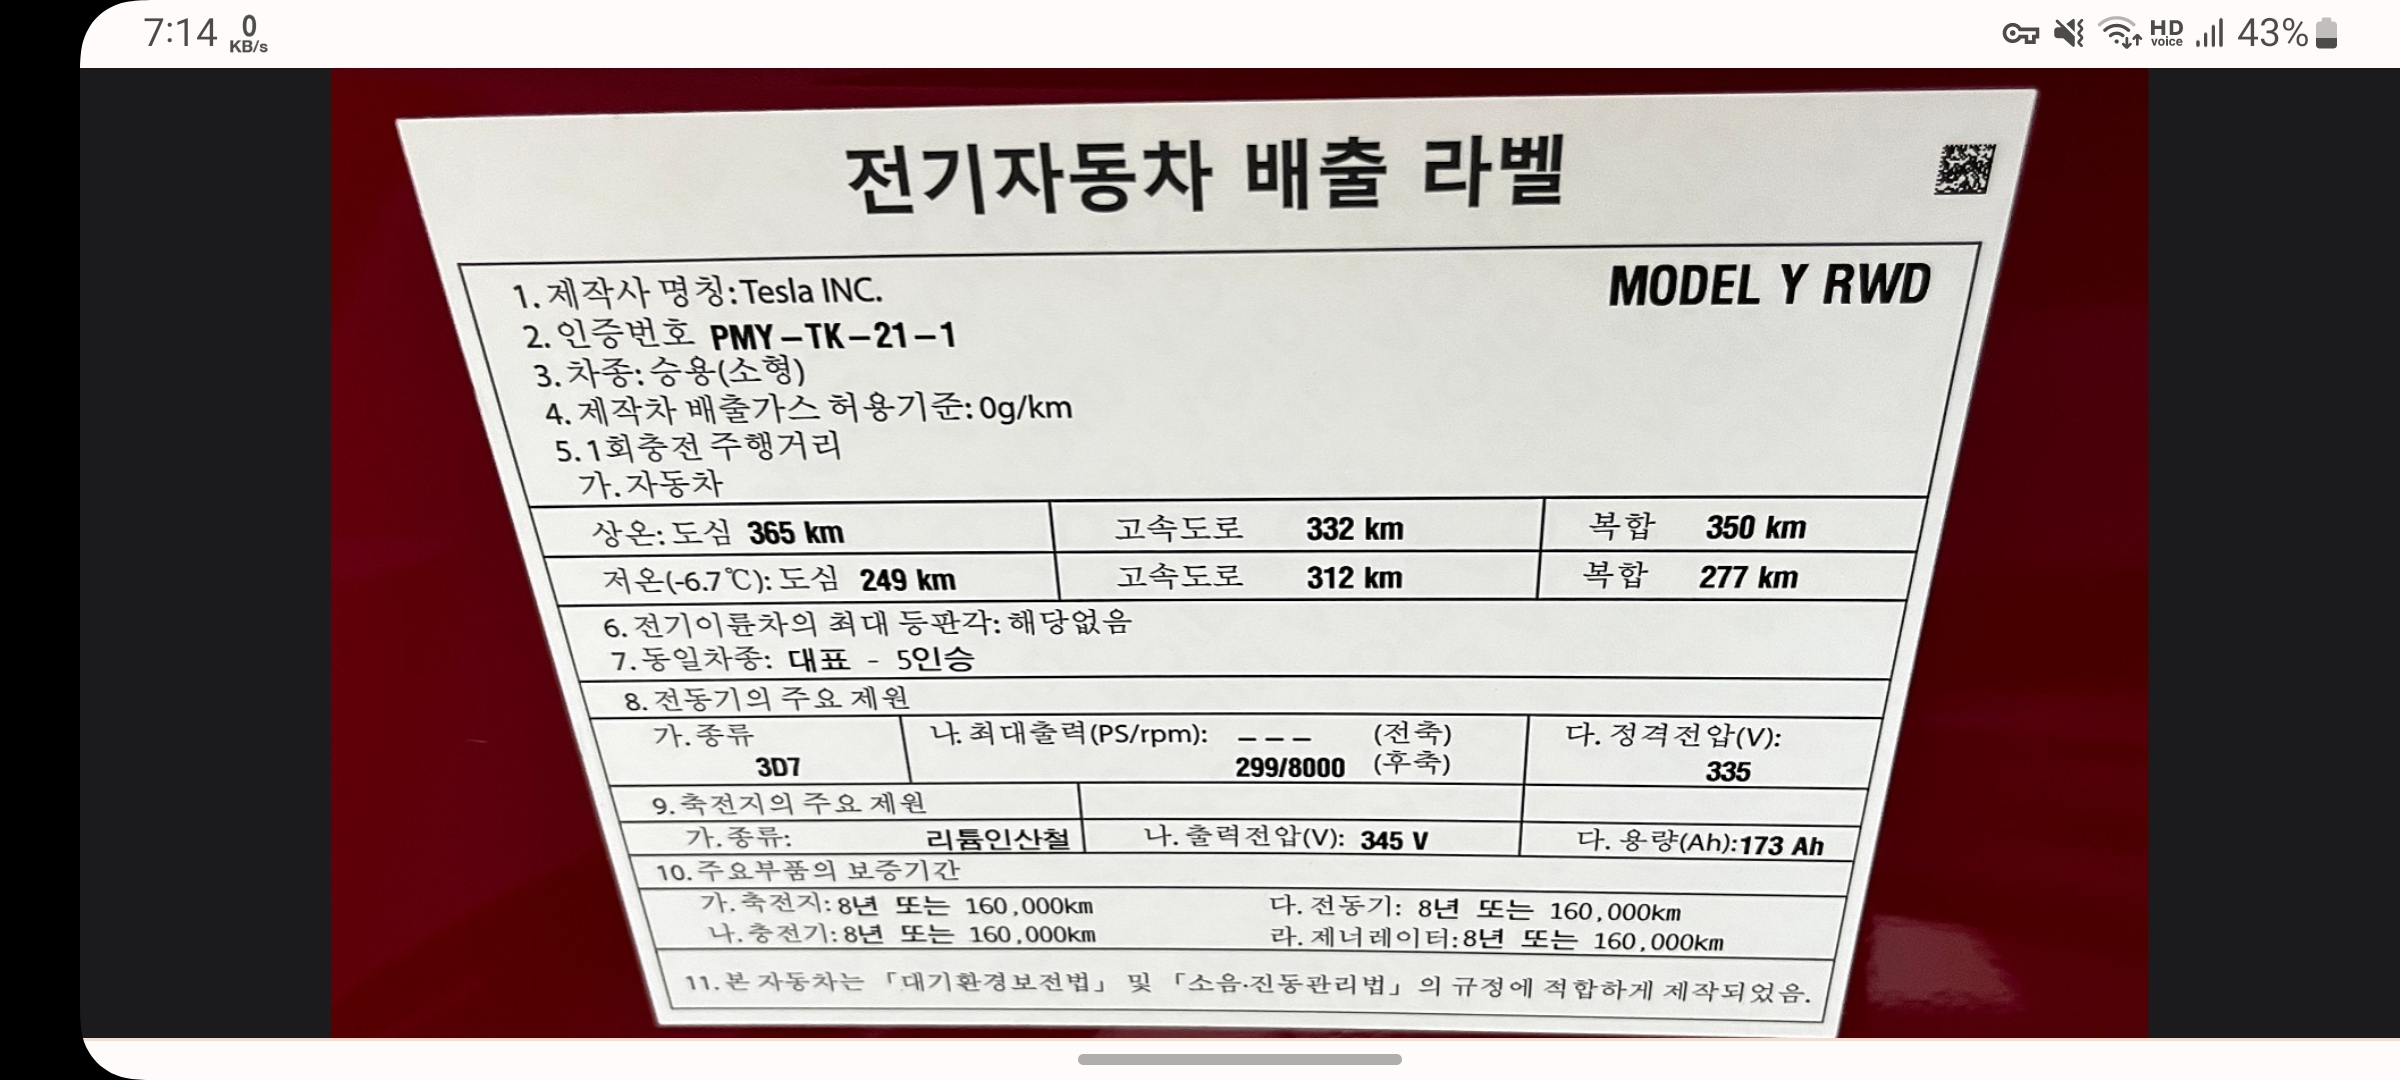 7:14 0 KB/s HD voice 43%
전기자동차 배출 라벨
MODEL Y RWD
1. 제작사 명칭: Tesla INC.
2. 인증번호 PMY-TK-21-1
3. 차종: 승용(소형)
4. 제작차 배출가스 허용기준: 0g/km
5. 1회충전 주행거리
가. 자동차
상온: 도심 365 km 고속도로 332 km 복합 350 km
저온(-6.7℃): 도심 249 km 고속도로 312 km 복합 277 km
6. 전기이륜차의 최대 등판각: 해당없음
7. 동일차종: 대표 - 5인승
8. 전동기의 주요 제원
가. 종류 나. 최대출력(PS/rpm): --- (전축) 다. 정격전압(V):
3D7 299/8000 (후축) 335
9. 축전지의 주요 제원
가. 종류: 리튬인산철 나. 출력전압(V): 345 V 다. 용량(Ah): 173 Ah
10. 주요부품의 보증기간
가. 축전지: 8년 또는 160,000km 다. 전동기: 8년 또는 160,000km
나. 충전기: 8년 또는 160,000km 라. 제너레이터: 8년 또는 160,000km
11. 본 자동차는 「대기환경보전법」 및 「소음·진동관리법」의 규정에 적합하게 제작되었음.